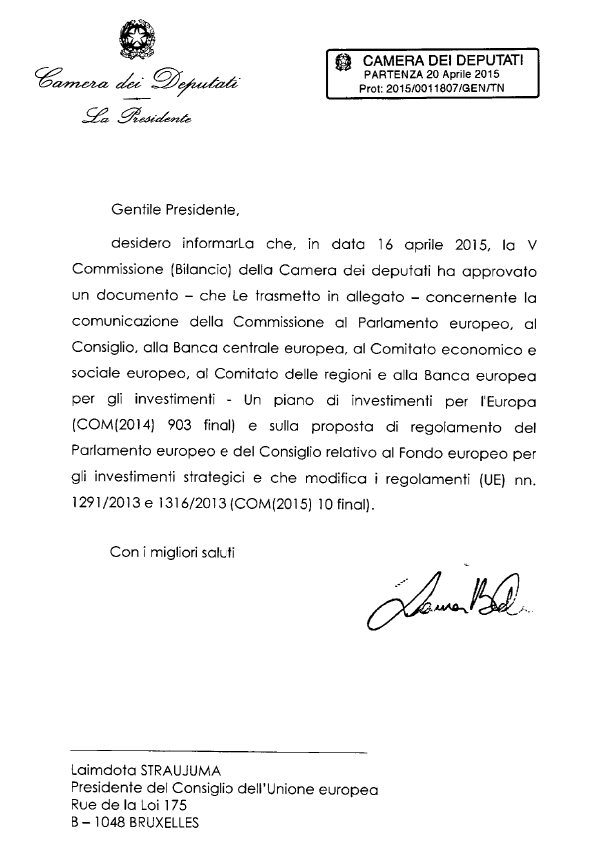 Camera dei Deputati
La Presidente
CAMERA DEI DEPUTATI
PARTENZA 20 Aprile 2015
Prot: 2015/0011807/GEN/TN
Gentile Presidente,
desidero informarLa che, in data 16 aprile 2015, la V
Commissione (Bilancio) della Camera dei deputati ha approvato
un documento – che Le trasmetto in allegato – concernente la
comunicazione della Commissione al Parlamento europeo, al
Consiglio, alla Banca centrale europea, al Comitato economico e
sociale europeo, al Comitato delle regioni e alla Banca europea
per gli investimenti - Un piano di investimenti per l'Europa
(COM(2014) 903 final) e sulla proposta di regolamento del
Parlamento europeo e del Consiglio relativo al Fondo europeo per
gli investimenti strategici e che modifica i regolamenti (UE) nn.
1291/2013 e 1316/2013 (COM(2015) 10 final).
Con i migliori saluti
Laimdota STRAUJUMA
Presidente del Consiglio dell'Unione europea
Rue de la Loi 175
B – 1048 BRUXELLES